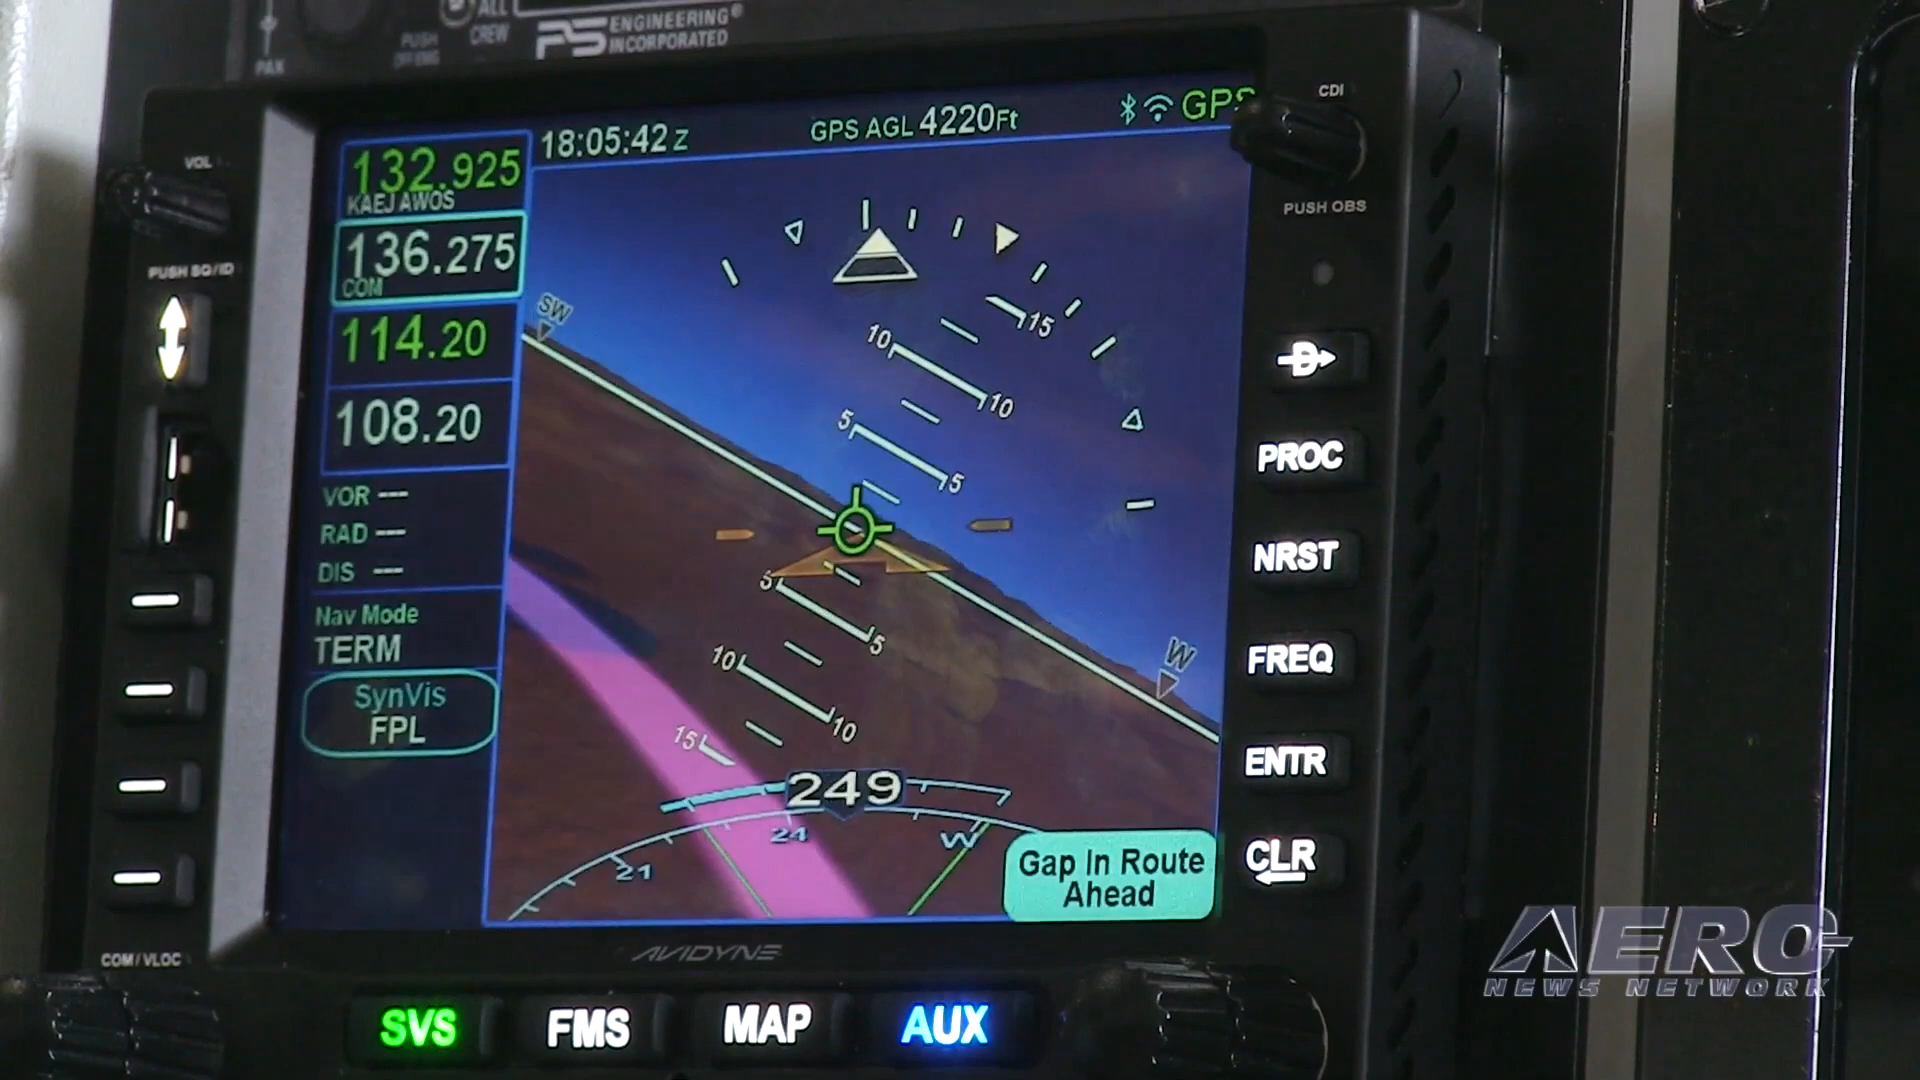 ALL
CREW
PUSH
PS ENGINEERING®
INCORPORATED
VOL
PUSH SQ/ID
132.925
KAEJ AWOS
136.275
COM
114.20
108.20
VOR ---
RAD ---
DIS ---
Nav Mode
TERM
SynVis
FPL
18:05:42 Z
GPS AGL 4220Ft
GPS
SW
15
10
10
5
5
5
5
10
10
15
W
249
21
24
W
Gap In Route
Ahead
CDI
PUSH OBS
D
PROC
NRST
FREQ
ENTR
CLR
COM/VLOC
AVIDYNE
SVS
FMS
MAP
AUX
AERO
NEWS NETWORK